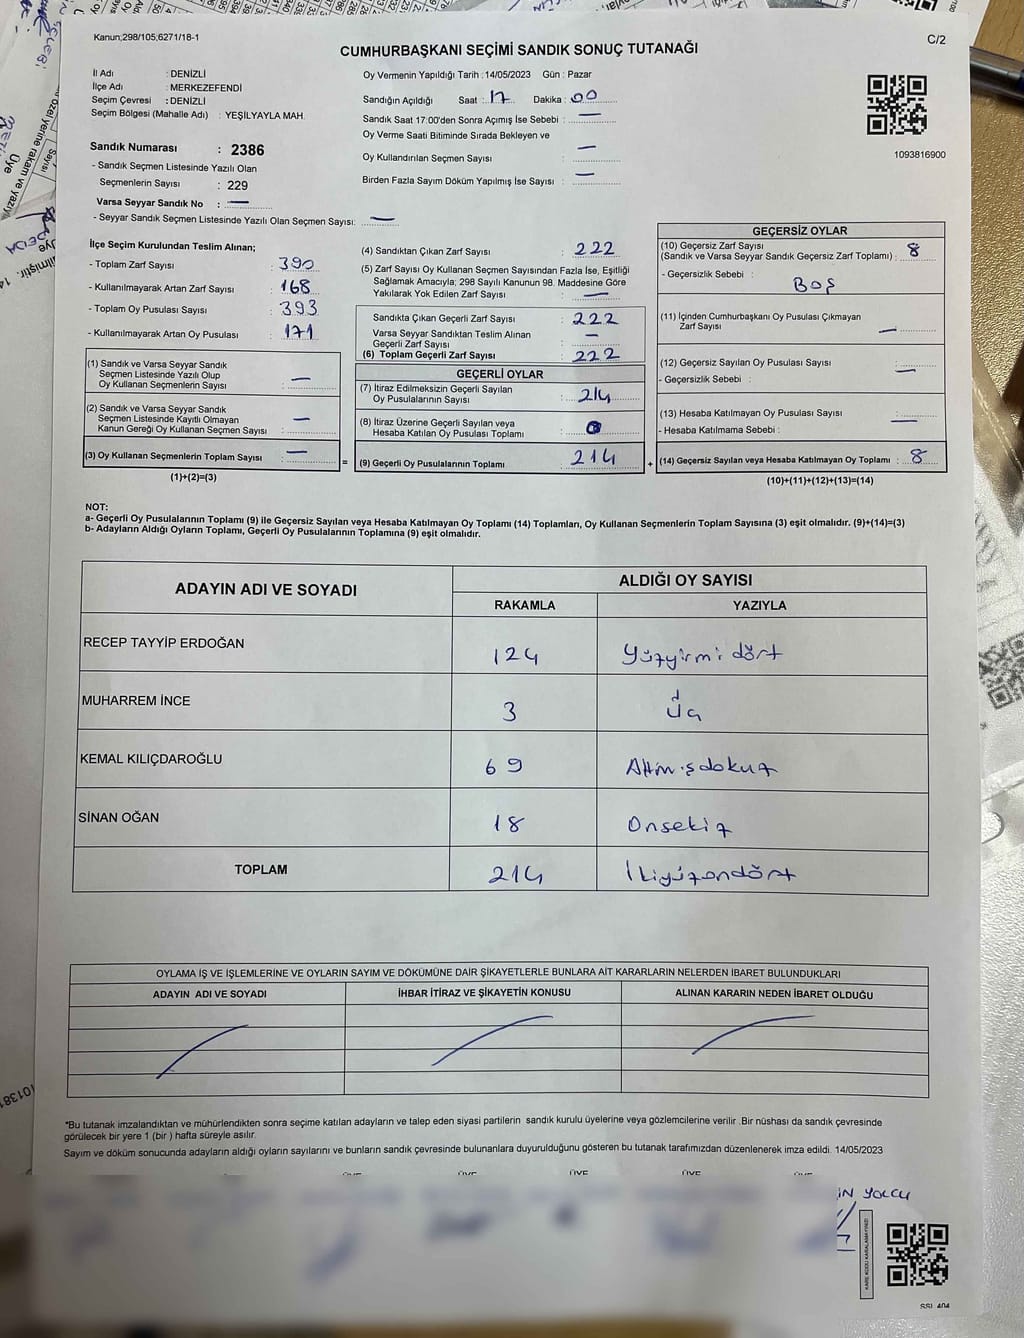 Kanun;298/105;6271/18-1
C/2
CUMHURBAŞKANI SEÇİMİ SANDIK SONUÇ TUTANAĞI
İl Adı : DENİZLİ
İlçe Adı : MERKEZEFENDİ
Seçim Çevresi : DENİZLİ
Seçim Bölgesi (Mahalle Adı) : YEŞİLYAYLA MAH.
Sandık Numarası : 2386
- Sandık Seçmen Listesinde Yazılı Olan
Seçmenlerin Sayısı : 229
Varsa Seyyar Sandık No : —
- Seyyar Sandık Seçmen Listesinde Yazılı Olan Seçmen Sayısı: —
Oy Vermenin Yapıldığı Tarih : 14/05/2023 Gün : Pazar
Sandığın Açıldığı Saat : 17 Dakika : 00
Sandık Saat 17:00'den Sonra Açımış İse Sebebi : —
Oy Verme Saati Bitiminde Sırada Bekleyen ve
Oy Kullandırılan Seçmen Sayısı : —
Birden Fazla Sayım Döküm Yapılmış İse Sayısı : —
1093816900
İlçe Seçim Kurulundan Teslim Alınan;
- Toplam Zarf Sayısı : 390
- Kullanılmayarak Artan Zarf Sayısı : 168
- Toplam Oy Pusulası Sayısı : 393
- Kullanılmayarak Artan Oy Pusulası : 171
(1) Sandık ve Varsa Seyyar Sandık
Seçmen Listesinde Yazılı Olup
Oy Kullanan Seçmenlerin Sayısı : —
(2) Sandık ve Varsa Seyyar Sandık
Seçmen Listesinde Kayıtlı Olmayan
Kanun Gereği Oy Kullanan Seçmen Sayısı : —
(3) Oy Kullanan Seçmenlerin Toplam Sayısı : —
(1)+(2)=(3)
=
(4) Sandıktan Çıkan Zarf Sayısı : 222
(5) Zarf Sayısı Oy Kullanan Seçmen Sayısından Fazla İse, Eşitliği
Sağlamak Amacıyla; 298 Sayılı Kanunun 98. Maddesine Göre
Yakılarak Yok Edilen Zarf Sayısı : —
Sandıkta Çıkan Geçerli Zarf Sayısı : 222
Varsa Seyyar Sandıktan Teslim Alınan
Geçerli Zarf Sayısı : —
(6) Toplam Geçerli Zarf Sayısı : 222
GEÇERLİ OYLAR
(7) İtiraz Edilmeksizin Geçerli Sayılan
Oy Pusulalarının Sayısı : 214
(8) İtiraz Üzerine Geçerli Sayılan veya
Hesaba Katılan Oy Pusulası Toplamı : 0
(9) Geçerli Oy Pusulalarının Toplamı : 214
+
GEÇERSİZ OYLAR
(10) Geçersiz Zarf Sayısı
(Sandık ve Varsa Seyyar Sandık Geçersiz Zarf Toplamı) : 8
- Geçersizlik Sebebi : BOŞ
(11) İçinden Cumhurbaşkanı Oy Pusulası Çıkmayan
Zarf Sayısı : —
(12) Geçersiz Sayılan Oy Pusulası Sayısı : —
- Geçersizlik Sebebi :
(13) Hesaba Katılmayan Oy Pusulası Sayısı : —
- Hesaba Katılmama Sebebi :
(14) Geçersiz Sayılan veya Hesaba Katılmayan Oy Toplamı : 8
(10)+(11)+(12)+(13)=(14)
NOT:
a- Geçerli Oy Pusulalarının Toplamı (9) ile Geçersiz Sayılan veya Hesaba Katılmayan Oy Toplamı (14) Toplamları, Oy Kullanan Seçmenlerin Toplam Sayısına (3) eşit olmalıdır. (9)+(14)=(3)
b- Adayların Aldığı Oyların Toplamı, Geçerli Oy Pusulalarının Toplamına (9) eşit olmalıdır.
ADAYIN ADI VE SOYADI ALDIĞI OY SAYISI
RAKAMLA YAZIYLA
RECEP TAYYİP ERDOĞAN 124 Yüzyirmi dört
MUHARREM İNCE 3 Üç
KEMAL KILIÇDAROĞLU 69 Altmışdokuz
SİNAN OĞAN 18 Onsekiz
TOPLAM 214 İkiyüzondört
OYLAMA İŞ VE İŞLEMLERİNE VE OYLARIN SAYIM VE DÖKÜMÜNE DAİR ŞİKAYETLERLE BUNLARA AİT KARARLARIN NELERDEN İBARET BULUNDUKLARI
ADAYIN ADI VE SOYADI İHBAR İTİRAZ VE ŞİKAYETİN KONUSU ALINAN KARARIN NEDEN İBARET OLDUĞU
*Bu tutanak imzalandıktan ve mühürlendikten sonra seçime katılan adayların ve talep eden siyasi partilerin sandık kurulu üyelerine veya gözlemcilerine verilir. Bir nüshası da sandık çevresinde
görülecek bir yere 1 (bir ) hafta süreyle asılır.
Sayım ve döküm sonucunda adayların aldığı oyların sayılarını ve bunların sandık çevresinde bulunanlara duyurulduğunu gösteren bu tutanak tarafımızdan düzenlenerek imza edildi. 14/05/2023
ÜYE ÜYE ÜYE ÜYE
İN YOLCU